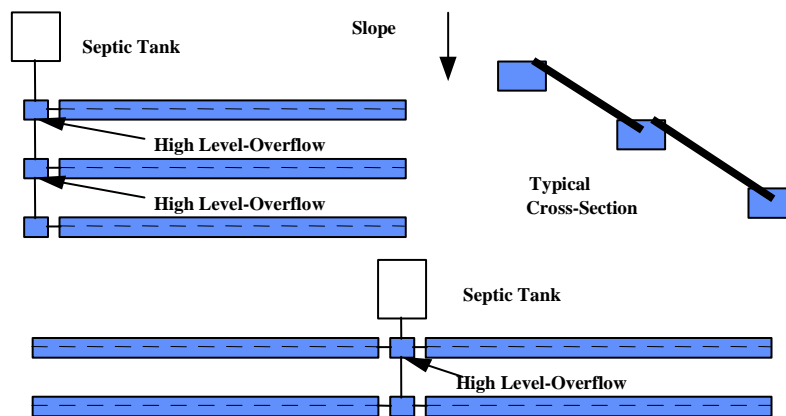 Septic Tank
Slope
High Level-Overflow
High Level-Overflow
Typical
Cross-Section
Septic Tank
High Level-Overflow